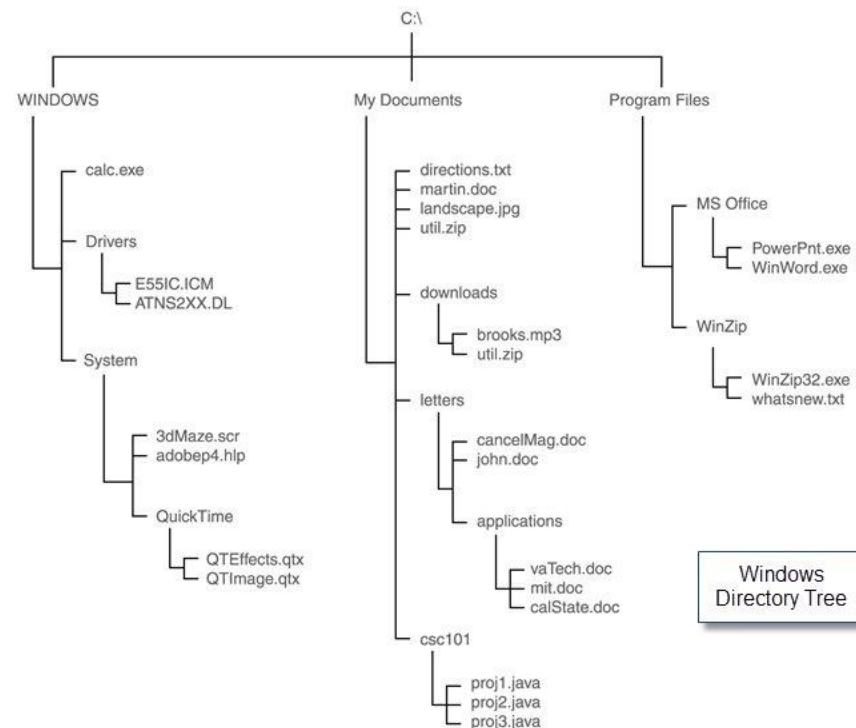 C:\
WINDOWS
calc.exe
Drivers
E55IC.ICM
ATNS2XX.DL
System
3dMaze.scr
adobep4.hlp
QuickTime
QTEffects.qtx
QTImage.qtx
My Documents
directions.txt
martin.doc
landscape.jpg
util.zip
downloads
brooks.mp3
util.zip
letters
cancelMag.doc
john.doc
applications
vaTech.doc
mit.doc
calState.doc
csc101
proj1.java
proj2.java
proj3.java
Program Files
MS Office
PowerPnt.exe
WinWord.exe
WinZip
WinZip32.exe
whatsnew.txt
Windows
Directory Tree